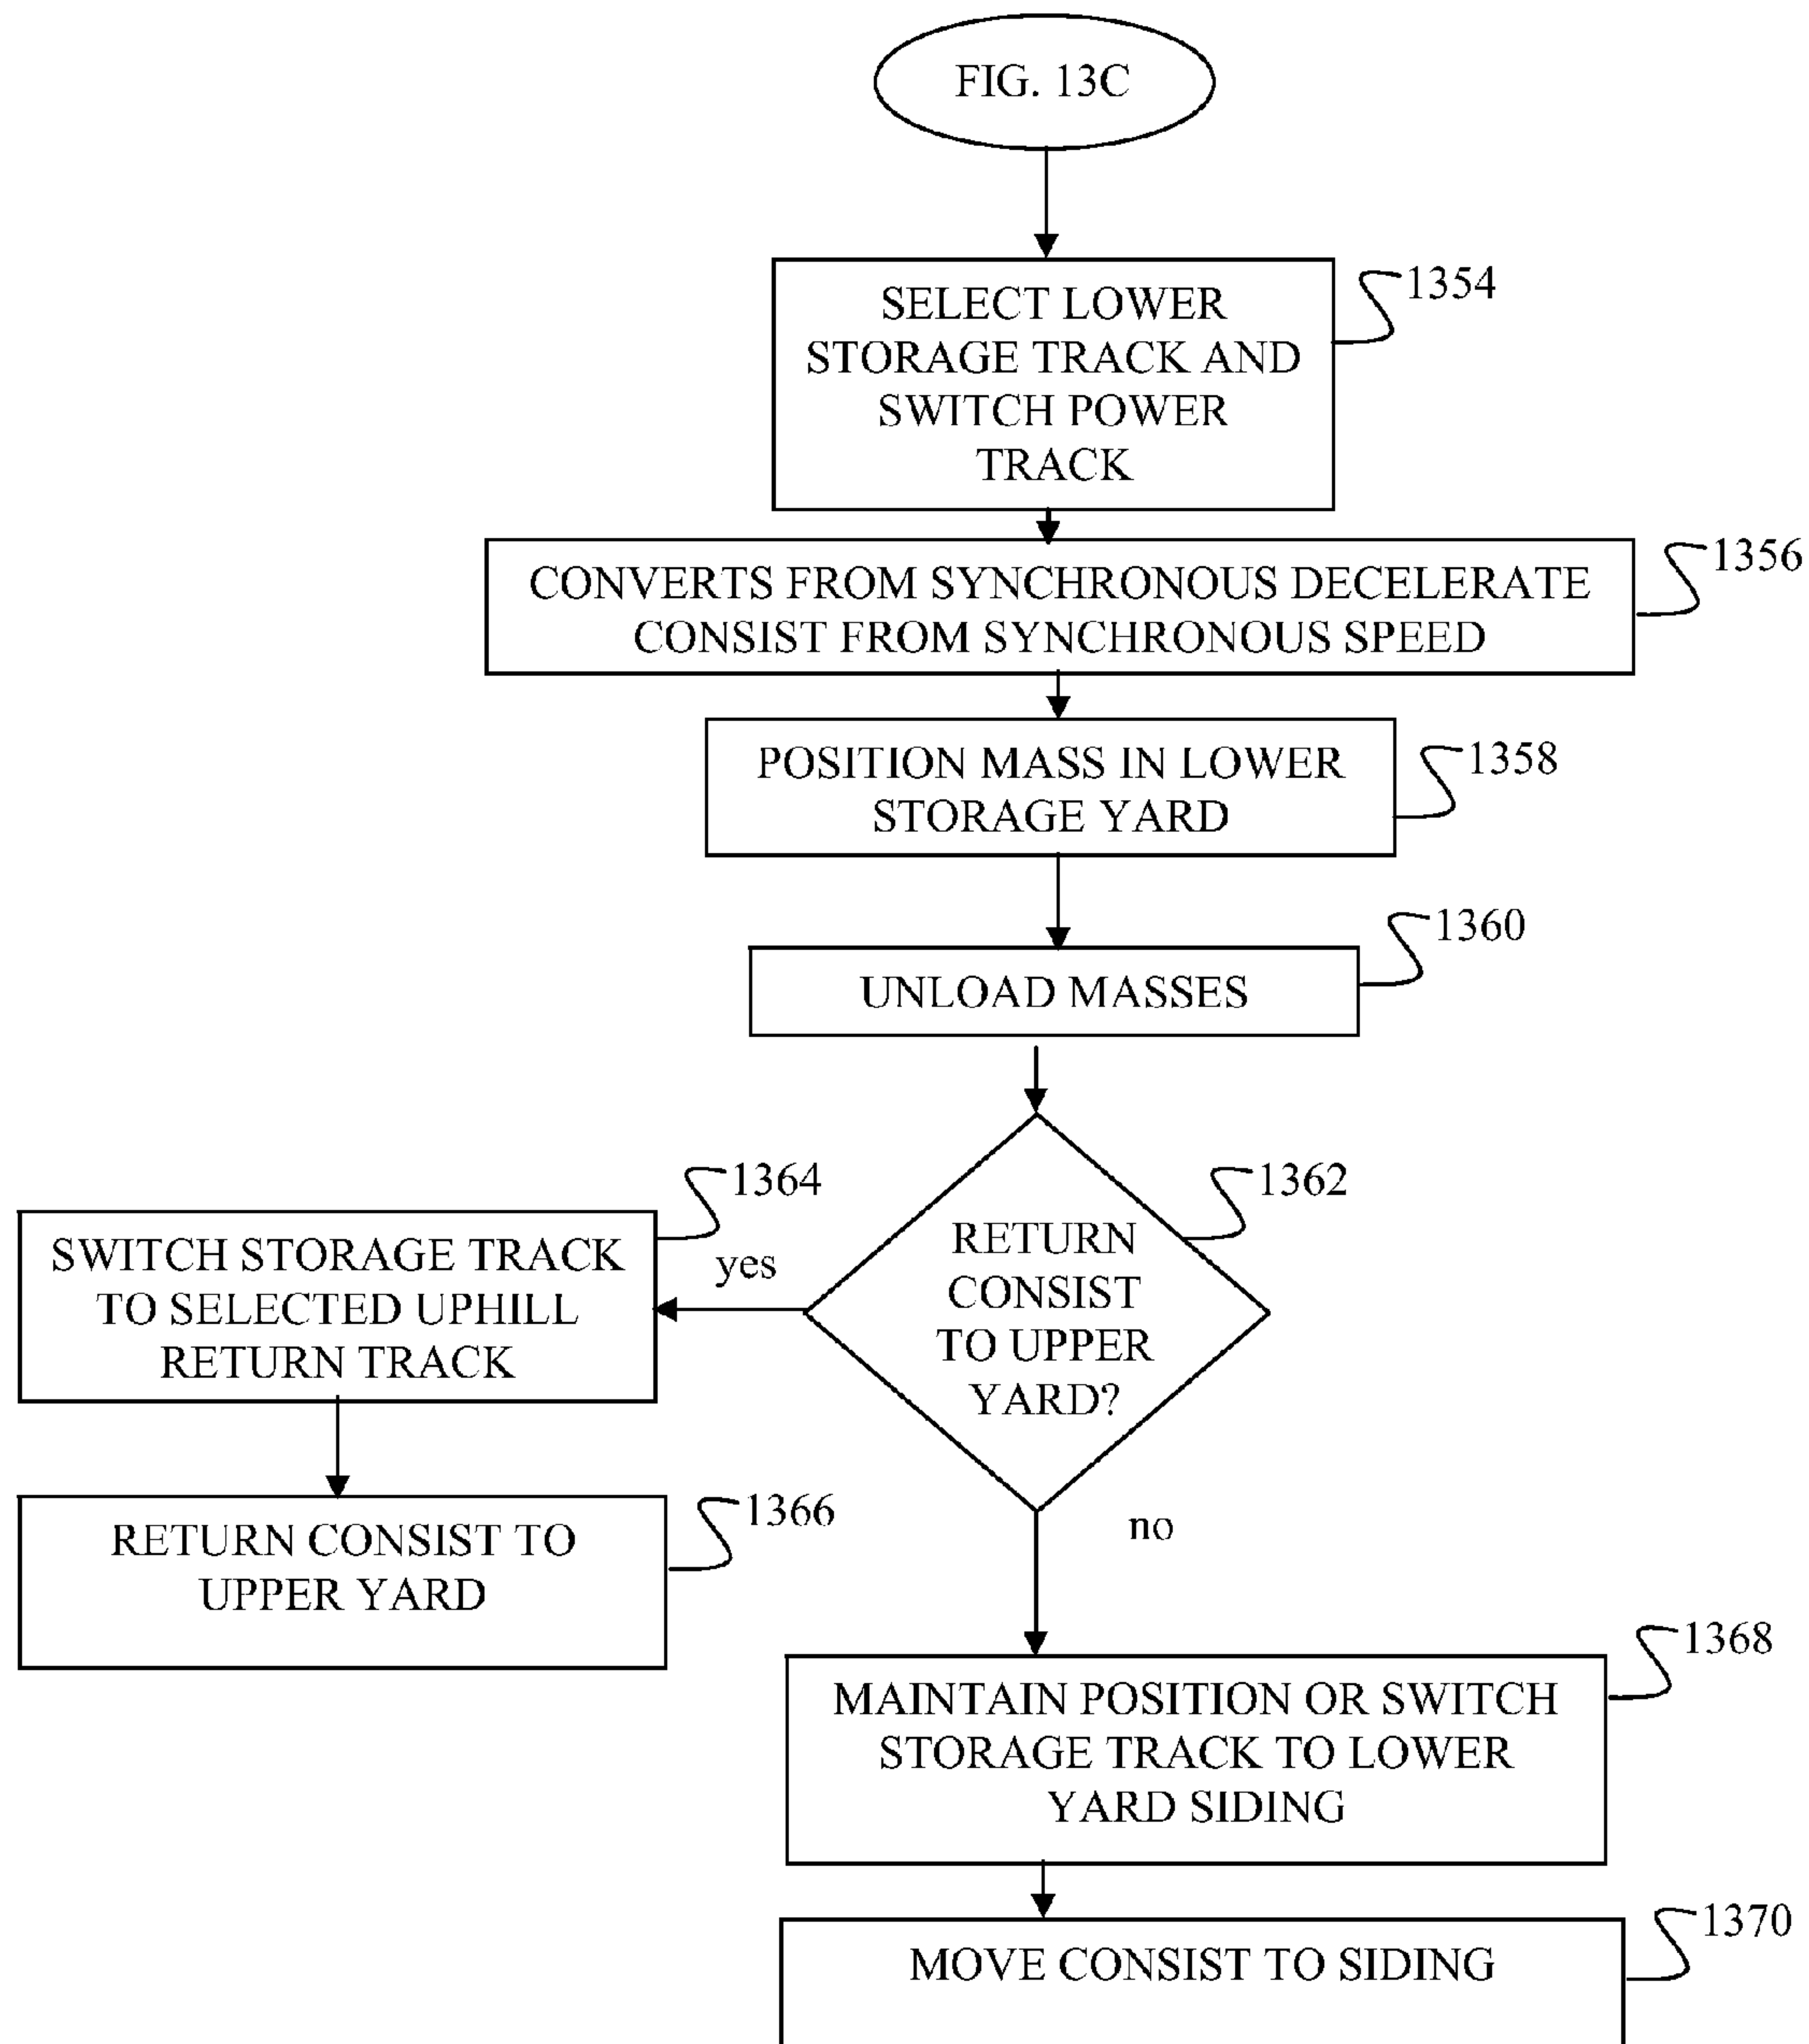 FIG. 13C
SELECT LOWER
STORAGE TRACK AND
SWITCH POWER
TRACK
1354
CONVERTS FROM SYNCHRONOUS DECELERATE
CONSIST FROM SYNCHRONOUS SPEED
1356
POSITION MASS IN LOWER
STORAGE YARD
1358
UNLOAD MASSES
1360
RETURN
CONSIST
TO UPPER
YARD?
1362
yes
SWITCH STORAGE TRACK
TO SELECTED UPHILL
RETURN TRACK
1364
RETURN CONSIST TO
UPPER YARD
1366
no
MAINTAIN POSITION OR SWITCH
STORAGE TRACK TO LOWER
YARD SIDING
1368
MOVE CONSIST TO SIDING
1370